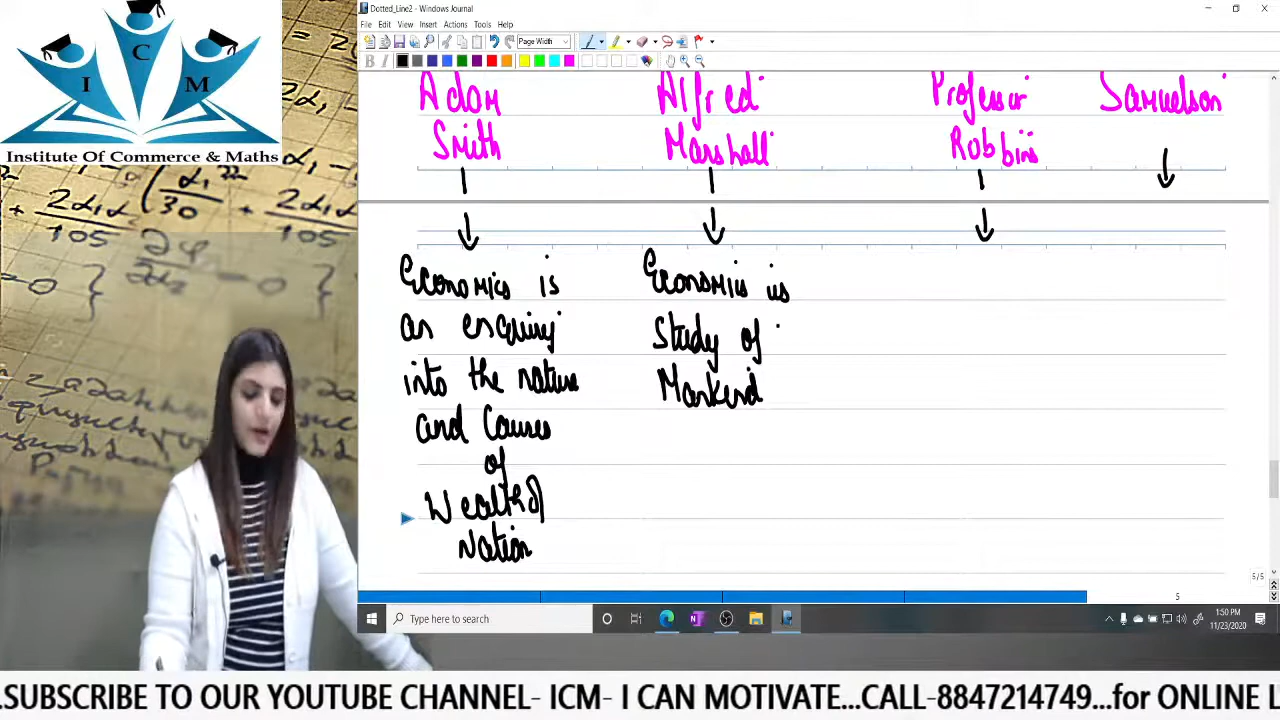 I C M
Institute Of Commerce & Maths
Dotted_Line2 - Windows Journal
File Edit View Insert Actions Tools Help
Page Width
B I
Adam
Smith
Alfred
Marshall
Professor
Robbins
Samuelson
Economics is
an enquiry
into the nature
and causes
of
Wealth of
Nation
Economics is
Study of
Mankind
5/5
5
Type here to search
1:50 PM
11/23/2020
.SUBSCRIBE TO OUR YOUTUBE CHANNEL- ICM- I CAN MOTIVATE...CALL-8847214749...for ONLINE L